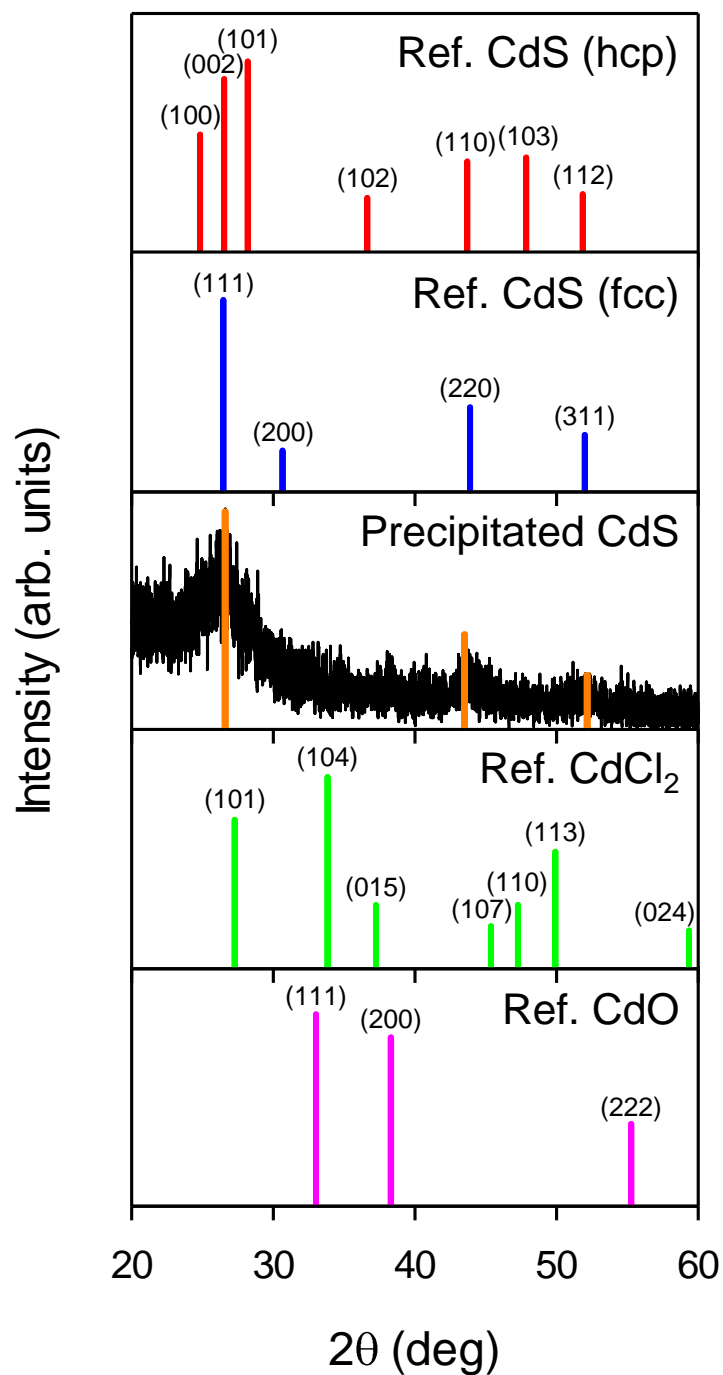 Ref. CdS (hcp)
(100)
(002)
(101)
(102)
(110)
(103)
(112)
Ref. CdS (fcc)
(111)
(200)
(220)
(311)
Precipitated CdS
Ref. CdCl₂
(101)
(104)
(015)
(107)
(110)
(113)
(024)
Ref. CdO
(111)
(200)
(222)
Intensity (arb. units)
20 30 40 50 60
2θ (deg)